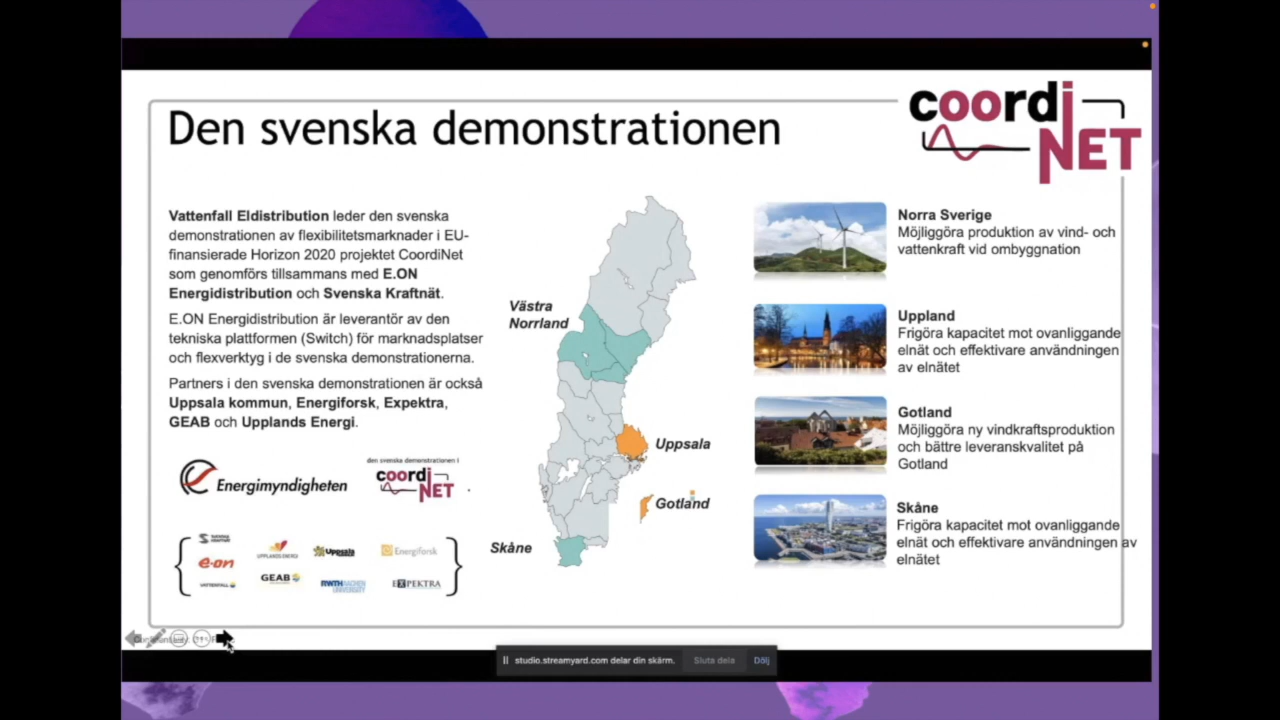 Den svenska demonstrationen
coordi
NET
Vattenfall Eldistribution leder den svenska
demonstrationen av flexibilitetsmarknader i EU-
finansierade Horizon 2020 projektet CoordiNet
som genomförs tillsammans med E.ON
Energidistribution och Svenska Kraftnät.
E.ON Energidistribution är leverantör av den
tekniska plattformen (Switch) för marknadsplatser
och flexverktyg i de svenska demonstrationerna.
Partners i den svenska demonstrationen är också
Uppsala kommun, Energiforsk, Expektra,
GEAB och Upplands Energi.
Energimyndigheten
den svenska demonstrationen i
coordi
NET
e·on
UPPLANDS ENERGI
Uppsala
Energiforsk
VATTENFALL
GEAB
RWTH AACHEN
UNIVERSITY
EXPEKTRA
Västra
Norrland
Uppsala
Gotland
Skåne
Norra Sverige
Möjliggöra produktion av vind- och
vattenkraft vid ombyggnation
Uppland
Frigöra kapacitet mot ovanliggande
elnät och effektivare användningen
av elnätet
Gotland
Möjliggöra ny vindkraftsproduktion
och bättre leveranskvalitet på
Gotland
Skåne
Frigöra kapacitet mot ovanliggande
elnät och effektivare användningen av
elnätet
studio.streamyard.com delar din skärm.
Sluta dela
Dölj